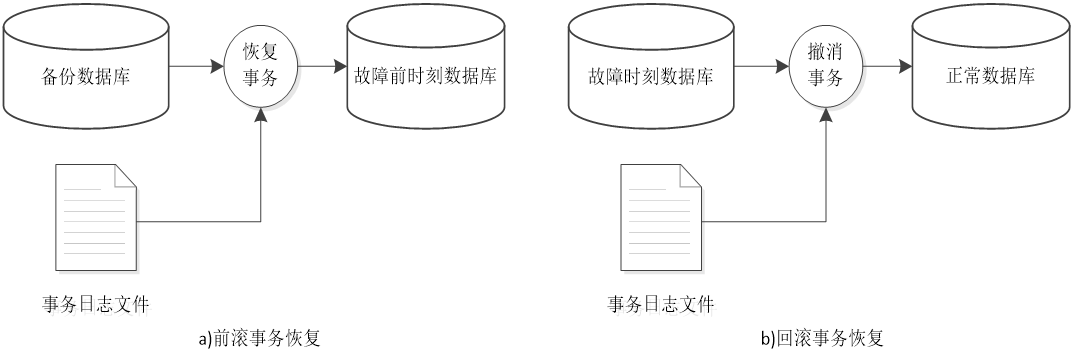 备份数据库
恢复
事务
故障前时刻数据库
事务日志文件
a)前滚事务恢复
故障时刻数据库
撤消
事务
正常数据库
事务日志文件
b)回滚事务恢复